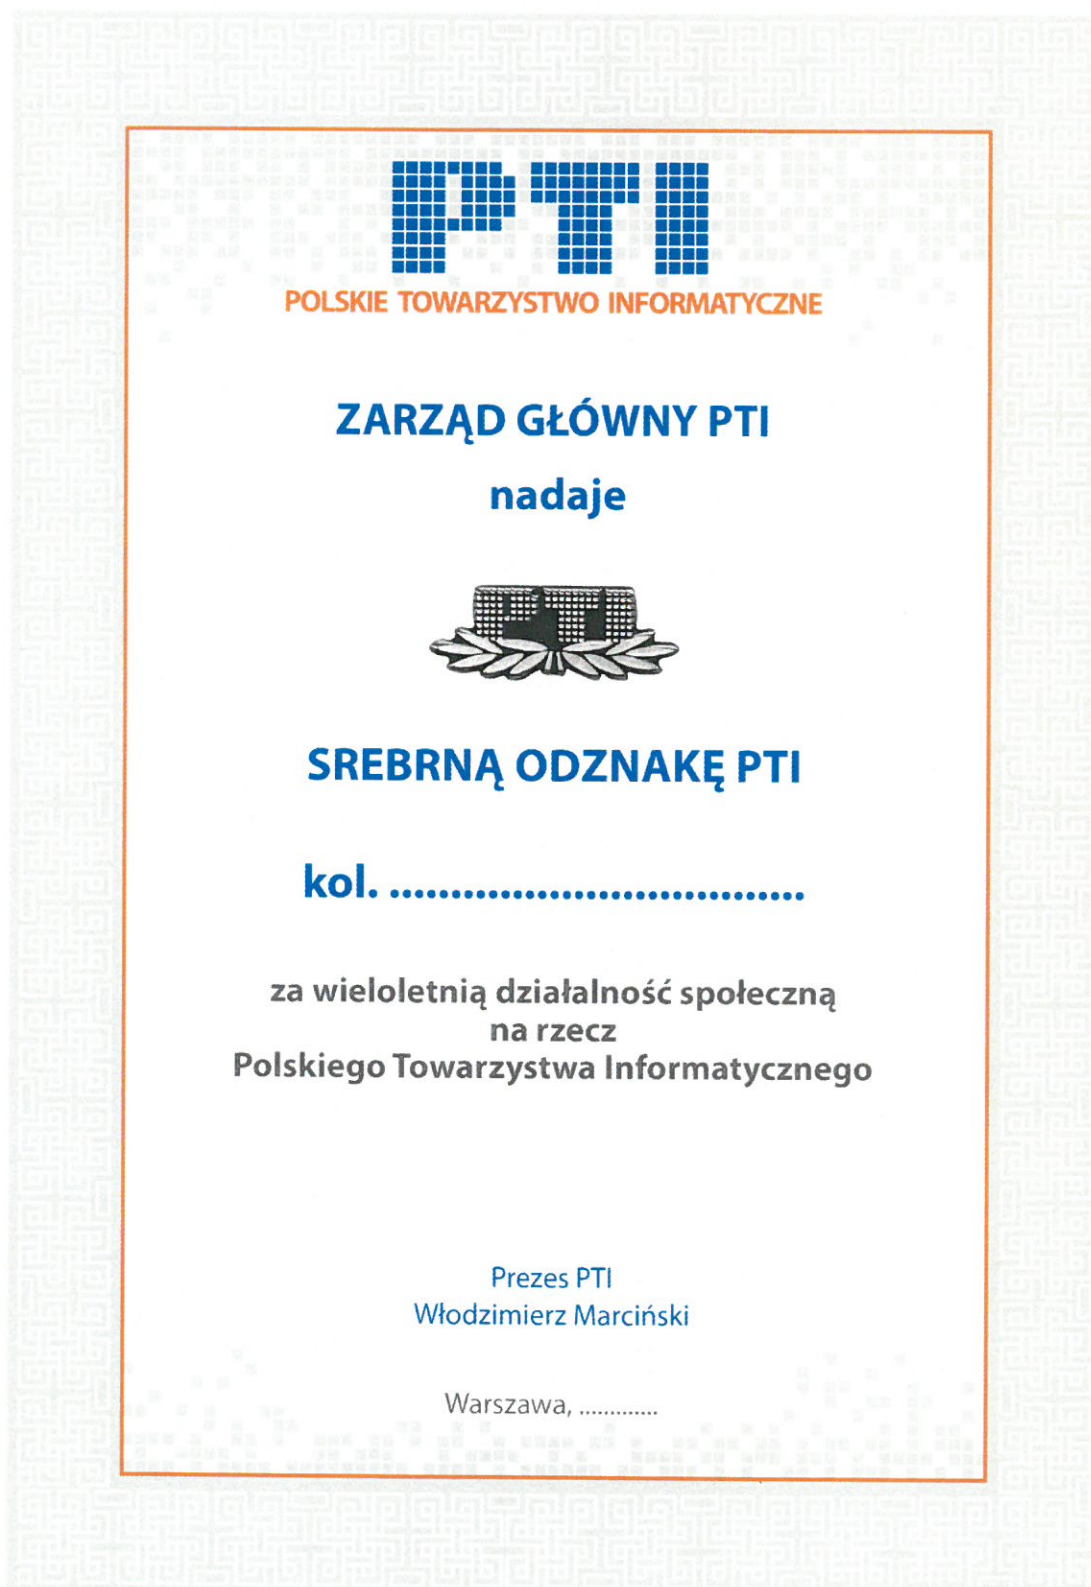 PTI
POLSKIE TOWARZYSTWO INFORMATYCZNE
ZARZĄD GŁÓWNY PTI
nadaje
PTI
SREBRNĄ ODZNAKĘ PTI
kol. ..................................
za wieloletnią działalność społeczną
na rzecz
Polskiego Towarzystwa Informatycznego
Prezes PTI
Włodzimierz Marciński
Warszawa, .............